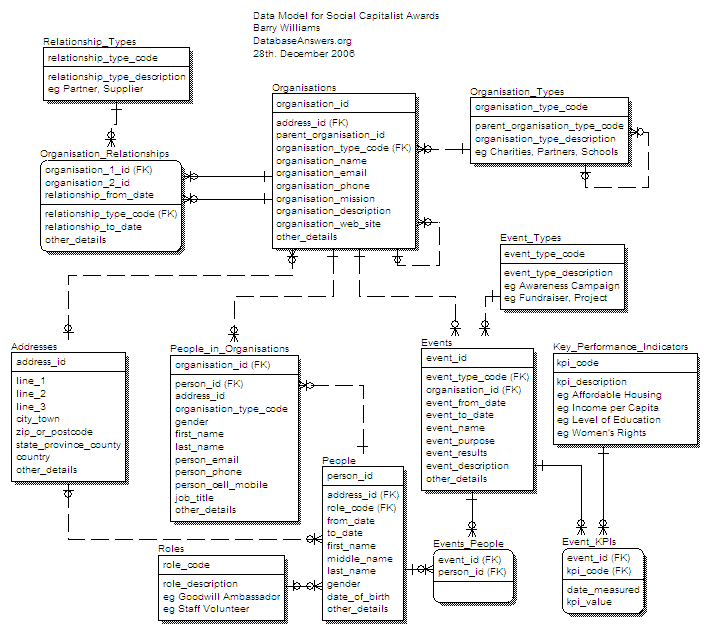 Data Model for Social Capitalist Awards
Barry Williams
DatabaseAnswers.org
28th. December 2006
Relationship_Types
relationship_type_code
relationship_type_description
eg Partner, Supplier
Organisations
organisation_id
address_id (FK)
parent_organisation_id
organisation_type_code (FK)
organisation_name
organisation_email
organisation_phone
organisation_mission
organisation_description
organisation_web_site
other_details
Organisation_Types
organisation_type_code
parent_organisation_type_code
organisation_type_description
eg Charities, Partners, Schools
Organisation_Relationships
organisation_1_id (FK)
organisation_2_id
relationship_from_date
relationship_type_code (FK)
relationship_to_date
other_details
Event_Types
event_type_code
event_type_description
eg Awareness Campaign
eg Fundraiser, Project
Addresses
address_id
line_1
line_2
line_3
city_town
zip_or_postcode
state_province_county
country
other_details
People_in_Organisations
organisation_id (FK)
person_id (FK)
address_id
organisation_type_code
gender
first_name
last_name
person_email
person_phone
person_cell_mobile
job_title
other_details
Events
event_id
event_type_code (FK)
organisation_id (FK)
event_from_date
event_to_date
event_name
event_purpose
event_results
event_description
other_details
Key_Performance_Indicators
kpi_code
kpi_description
eg Affordable Housing
eg Income per Capita
eg Level of Education
eg Women's Rights
People
person_id
address_id (FK)
role_code (FK)
from_date
to_date
first_name
middle_name
last_name
gender
date_of_birth
other_details
Roles
role_code
role_description
eg Goodwill Ambassador
eg Staff Volunteer
Events_People
event_id (FK)
person_id (FK)
Event_KPIs
event_id (FK)
kpi_code (FK)
date_measured
kpi_value